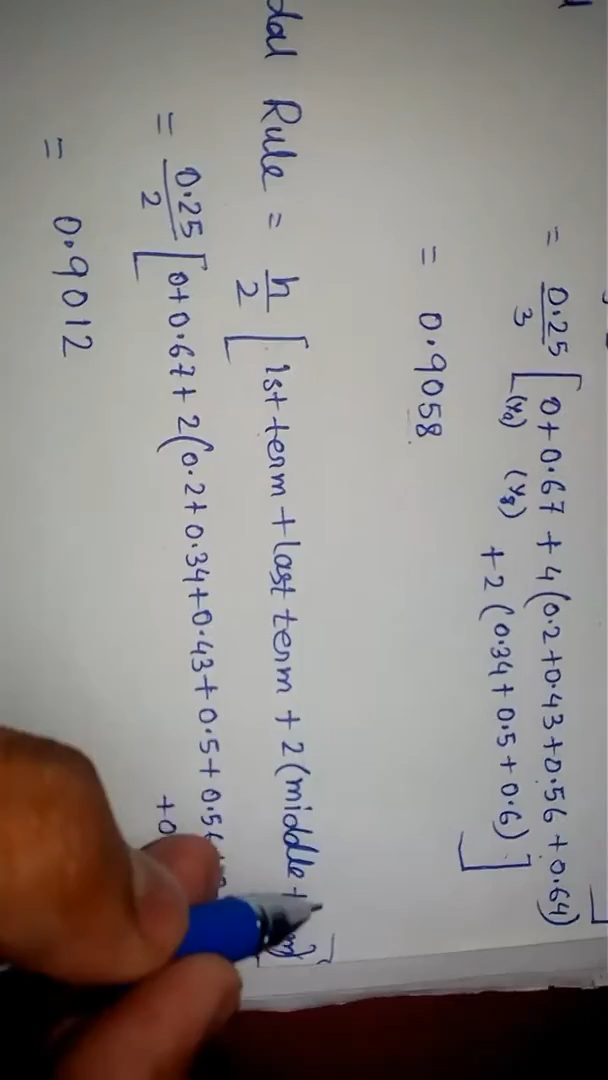 = 0.25/3 [0 + 0.67 + 4(0.2+0.43+0.56+0.64)
(y₀) (y₈) + 2(0.34+0.5+0.6)]
= 0.9058
dal Rule = h/2 [1st term + last term + 2(middle
= 0.25/2 [0+0.67+2(0.2+0.34+0.43+0.5+0.56
+0
= 0.9012